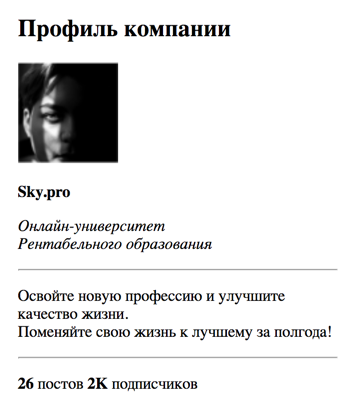 Профиль компании
Sky.pro
Онлайн-университет
Рентабельного образования
Освойте новую профессию и улучшите
качество жизни.
Поменяйте свою жизнь к лучшему за полгода!
26 постов 2K подписчиков